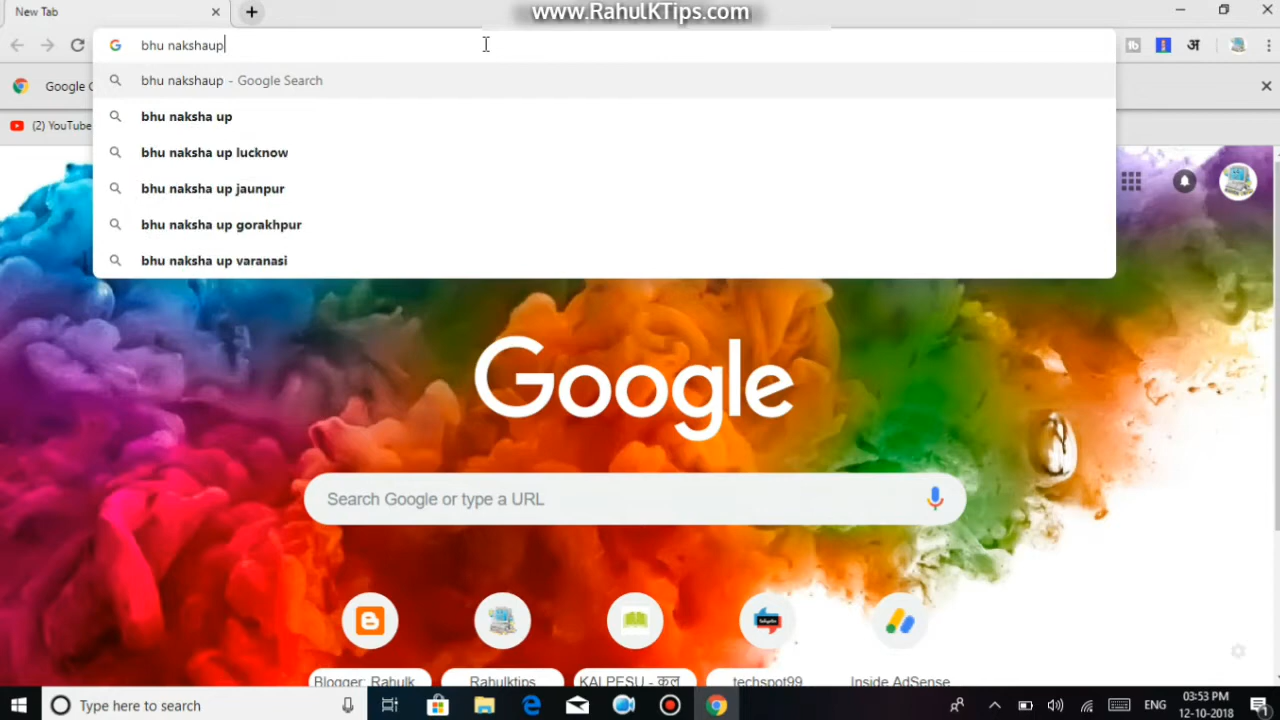 www.RahulKTips.com
New Tab
bhu nakshaup
अ
bhu nakshaup - Google Search
Google
bhu naksha up
(2) YouTube
bhu naksha up lucknow
bhu naksha up jaunpur
bhu naksha up gorakhpur
bhu naksha up varanasi
Google
Search Google or type a URL
Blogger: Rahulk
Rahulktips
KALPESU - कल
techspot99
Inside AdSense
Type here to search
ENG
03:53 PM
12-10-2018
1